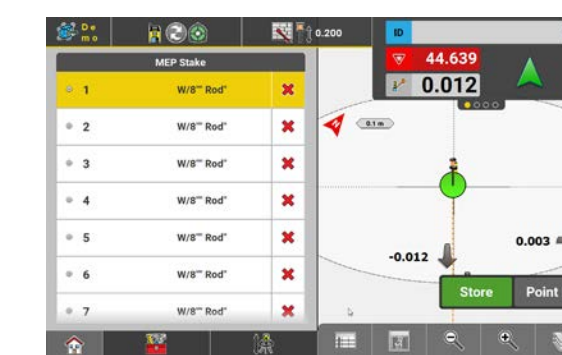 De
mo
0.200
ID
MEP Stake
44.639
0.012
1 W/8"" Rod"
2 W/8"" Rod"
3 W/8"" Rod"
4 W/8"" Rod"
5 W/8"" Rod"
6 W/8"" Rod"
7 W/8"" Rod"
N
0.1 m
0.003
-0.012
Store
Point